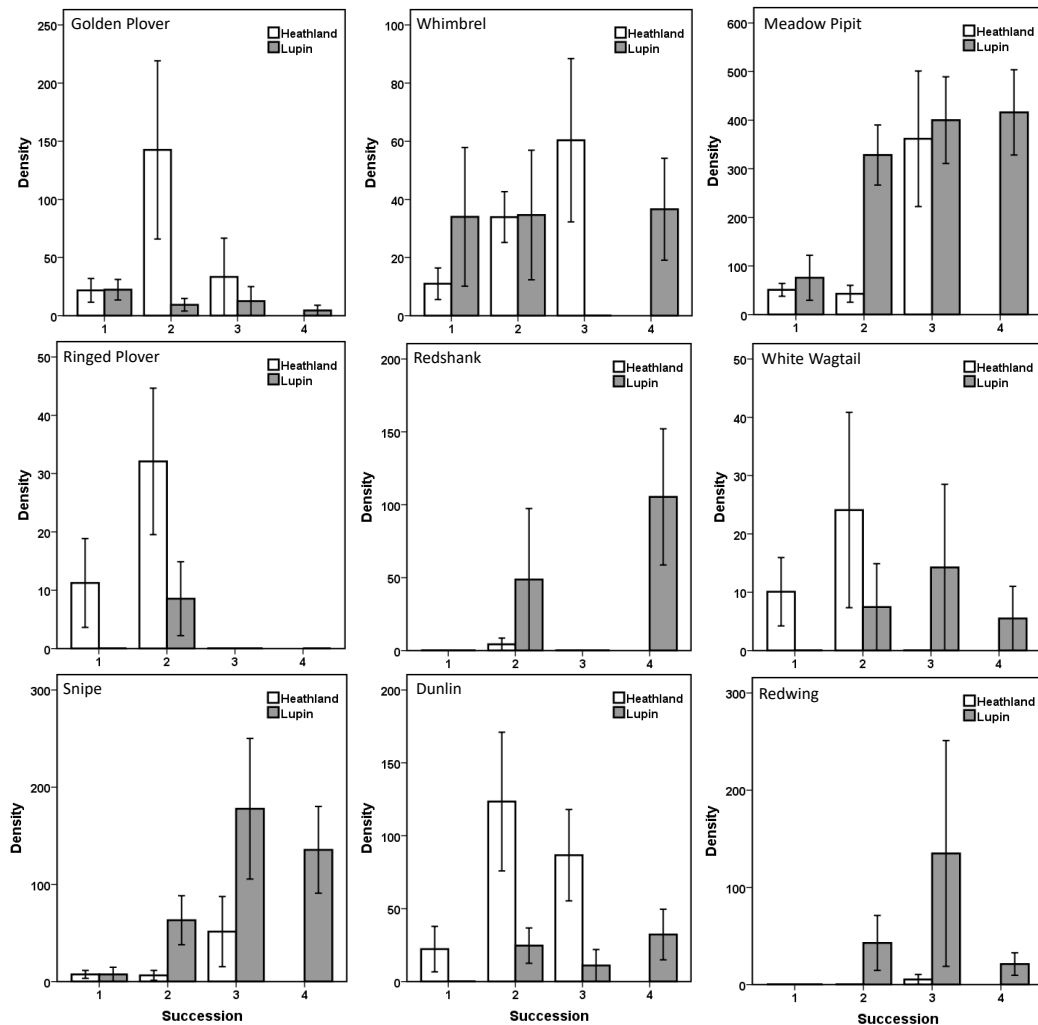 Golden Plover
Heathland
Lupin
Density
250
200
150
100
50
0
1 2 3 4
Whimbrel
Heathland
Lupin
Density
100
80
60
40
20
0
1 2 3 4
Meadow Pipit
Heathland
Lupin
Density
600
500
400
300
200
100
0
1 2 3 4
Ringed Plover
Heathland
Lupin
Density
50
40
30
20
10
0
1 2 3 4
Redshank
Heathland
Lupin
Density
200
150
100
50
0
1 2 3 4
White Wagtail
Heathland
Lupin
Density
50
40
30
20
10
0
1 2 3 4
Snipe
Heathland
Lupin
Density
300
200
100
0
1 2 3 4
Succession
Dunlin
Heathland
Lupin
Density
200
150
100
50
0
1 2 3 4
Succession
Redwing
Heathland
Lupin
Density
300
200
100
0
1 2 3 4
Succession